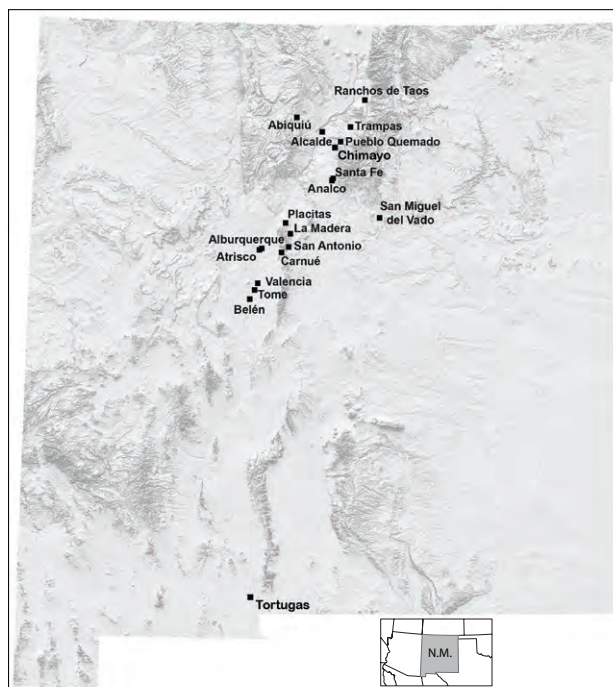 Ranchos de Taos
Abiquiú
Trampas
Alcalde
Pueblo Quemado
Chimayo
Santa Fe
Analco
San Miguel
del Vado
Placitas
La Madera
Alburquerque
San Antonio
Atrisco
Carnué
Valencia
Tome
Belén
Tortugas
N.M.